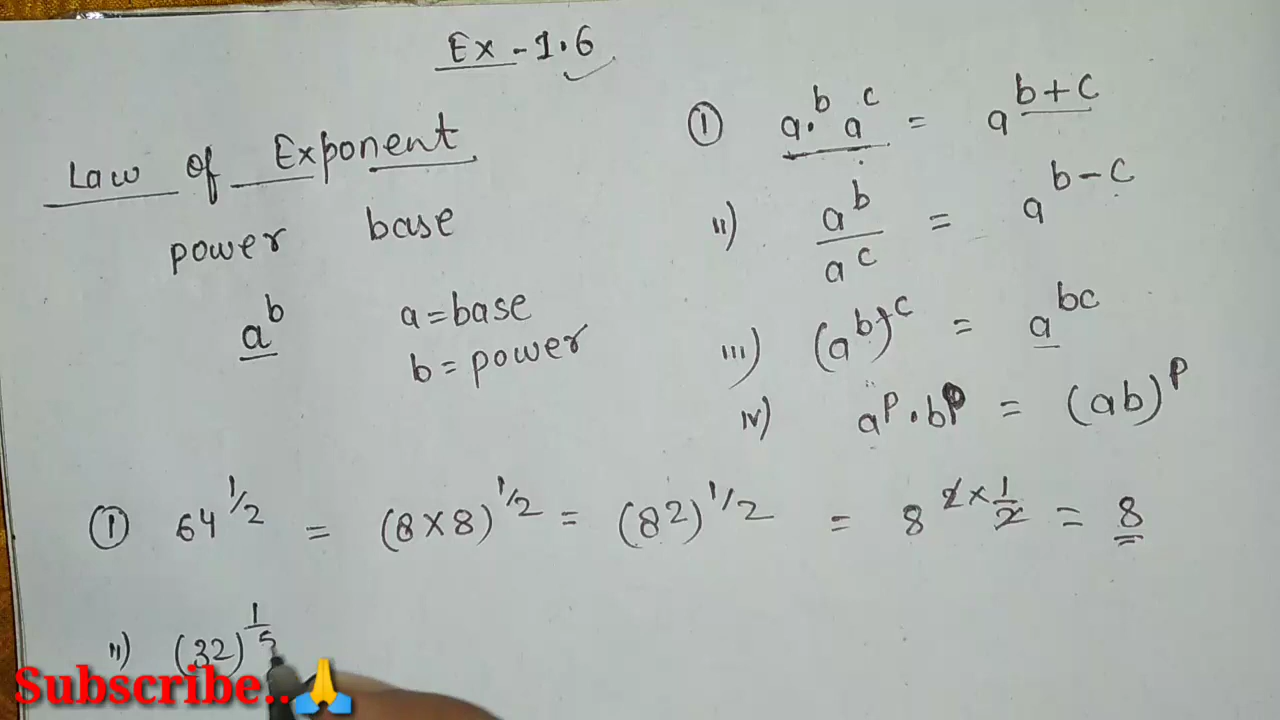 Ex - 1.6
Law of Exponent
power base
a^b a = base
b = power
① a^b . a^c = a^(b+c)
ii) a^b / a^c = a^(b-c)
iii) (a^b)^c = a^(bc)
iv) a^p . b^p = (ab)^p
① 64^(1/2) = (8×8)^(1/2) = (82)^(1/2) = 8^(2×1/2) = 8
ii) (32)^(1/5)
Subscribe..🙏